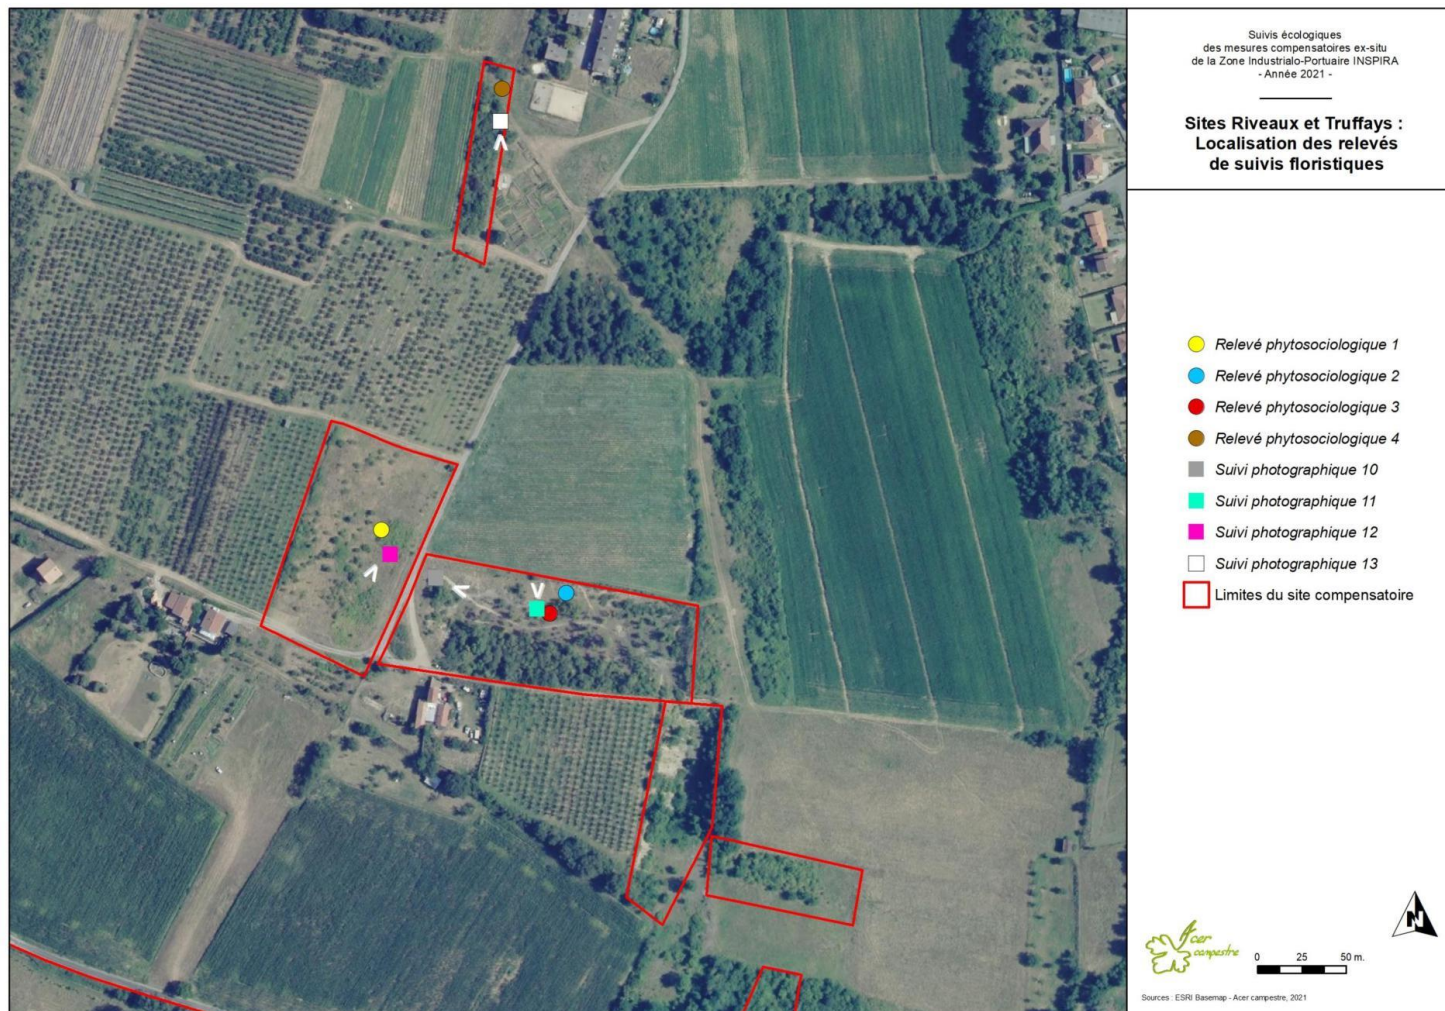 Suivis écologiques
des mesures compensatoires ex-situ
de la Zone Industrialo-Portuaire INSPIRA
- Année 2021 -
Sites Riveaux et Truffays :
Localisation des relevés
de suivis floristiques
Relevé phytosociologique 1
Relevé phytosociologique 2
Relevé phytosociologique 3
Relevé phytosociologique 4
Suivi photographique 10
Suivi photographique 11
Suivi photographique 12
Suivi photographique 13
Limites du site compensatoire
N
Acer
campestre
0 25 50 m.
Sources : ESRI Basemap - Acer campestre, 2021